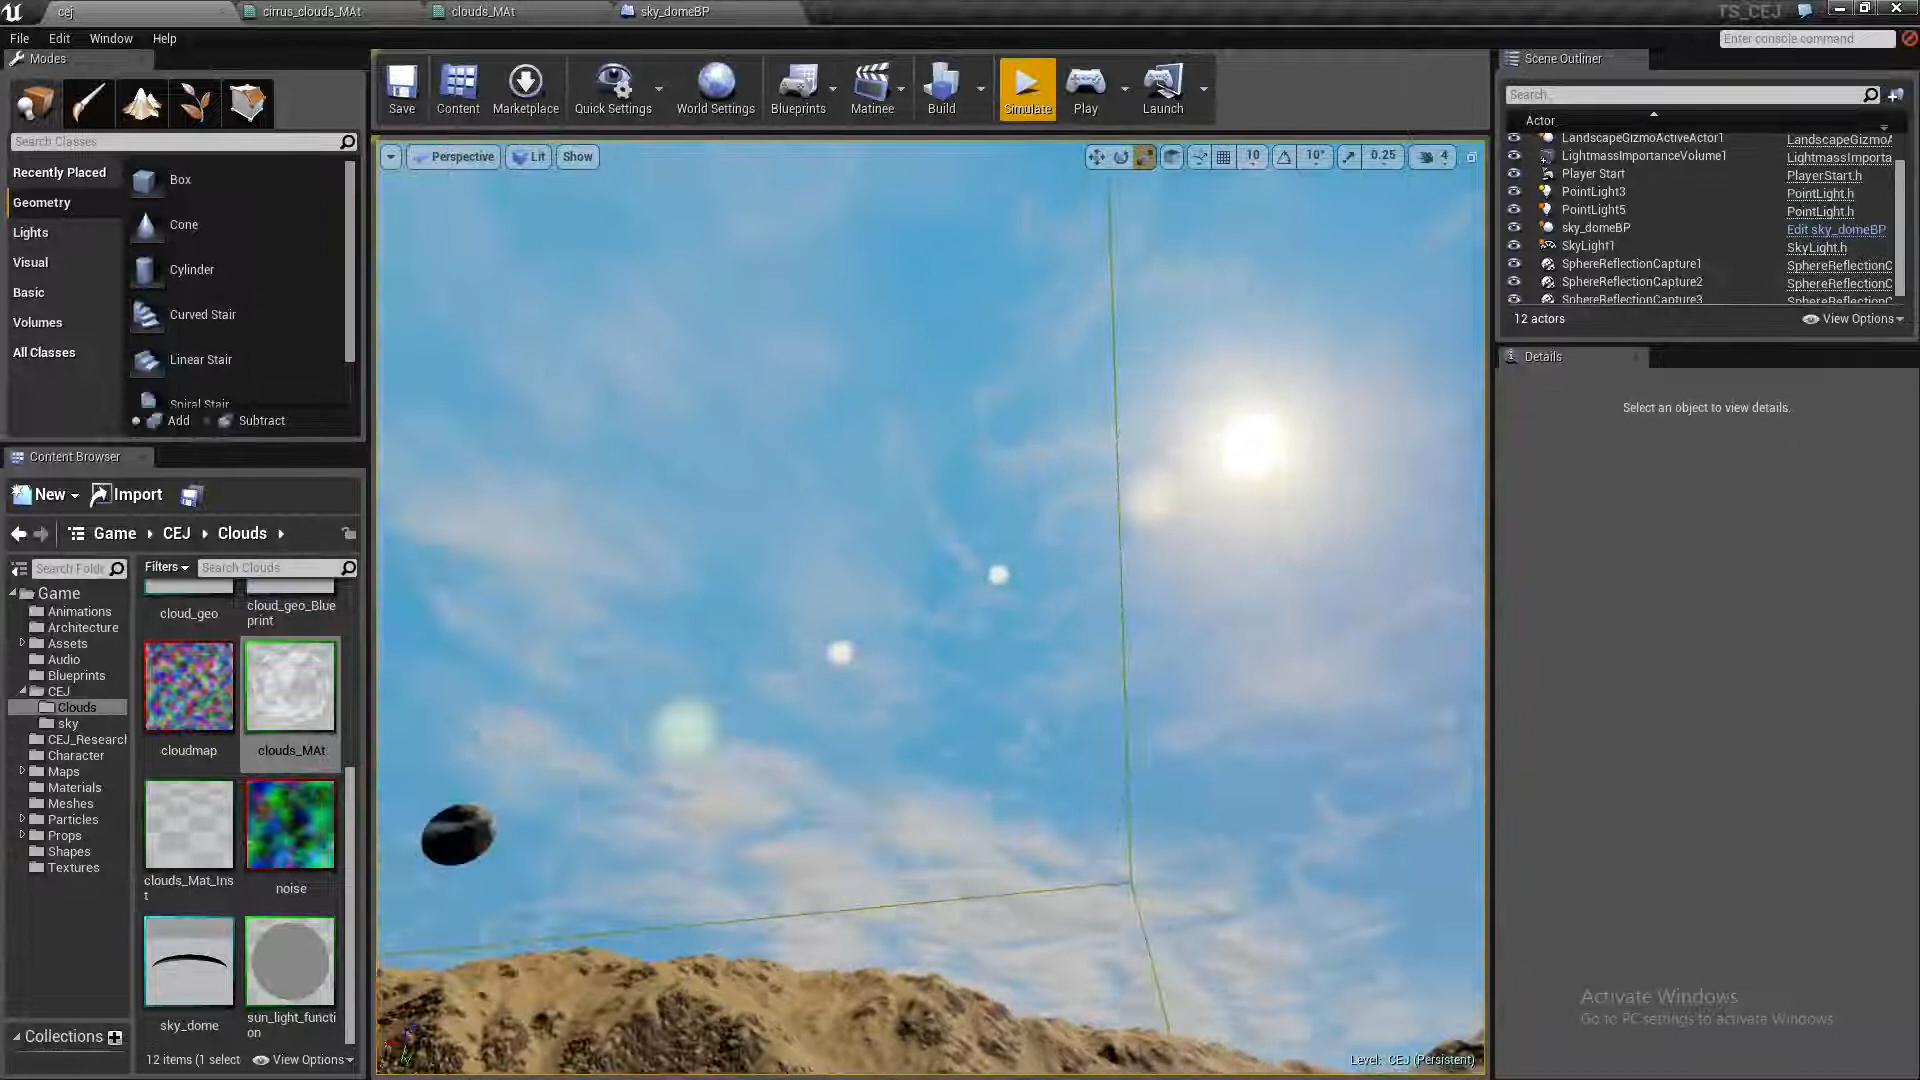 cej
cirrus_clouds_MAt
clouds_MAt
sky_domeBP
TS_CEJ
File Edit Window Help
Enter console command
Modes
Search Classes
Recently Placed
Geometry
Lights
Visual
Basic
Volumes
All Classes
Box
Cone
Cylinder
Curved Stair
Linear Stair
Spiral Stair
Add Subtract
Save
Content
Marketplace
Quick Settings
World Settings
Blueprints
Matinee
Build
Simulate
Play
Launch
Perspective
Lit
Show
10
10°
0.25
4
Level: CEJ (Persistent)
Scene Outliner
Search...
Actor
LandscapeGizmoActiveActor1 LandscapeGizmoA
LightmassImportanceVolume1 LightmassImporta
Player Start PlayerStart.h
PointLight3 PointLight.h
PointLight5 PointLight.h
sky_domeBP Edit sky_domeBP
SkyLight1 SkyLight.h
SphereReflectionCapture1 SphereReflectionC
SphereReflectionCapture2 SphereReflectionC
SphereReflectionCapture3 SphereReflectionC
12 actors
View Options
Details
Select an object to view details.
Activate Windows
Go to PC settings to activate Windows.
Content Browser
New Import
Game CEJ Clouds
Search Folde
Filters
Search Clouds
Game
Animations
Architecture
Assets
Audio
Blueprints
CEJ
Clouds
sky
CEJ_Research
Character
Maps
Materials
Meshes
Particles
Props
Shapes
Textures
Collections
cloud_geo
cloud_geo_Blue
print
cloudmap
clouds_MAt
clouds_Mat_Ins
t
noise
sky_dome
sun_light_functi
on
12 items (1 select
View Options